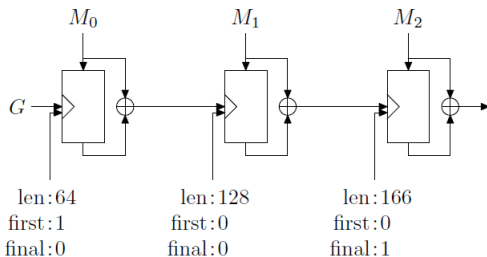 M₀ M₁ M₂
G
len:64 len:128 len:166
first:1 first:0 first:0
final:0 final:0 final:1